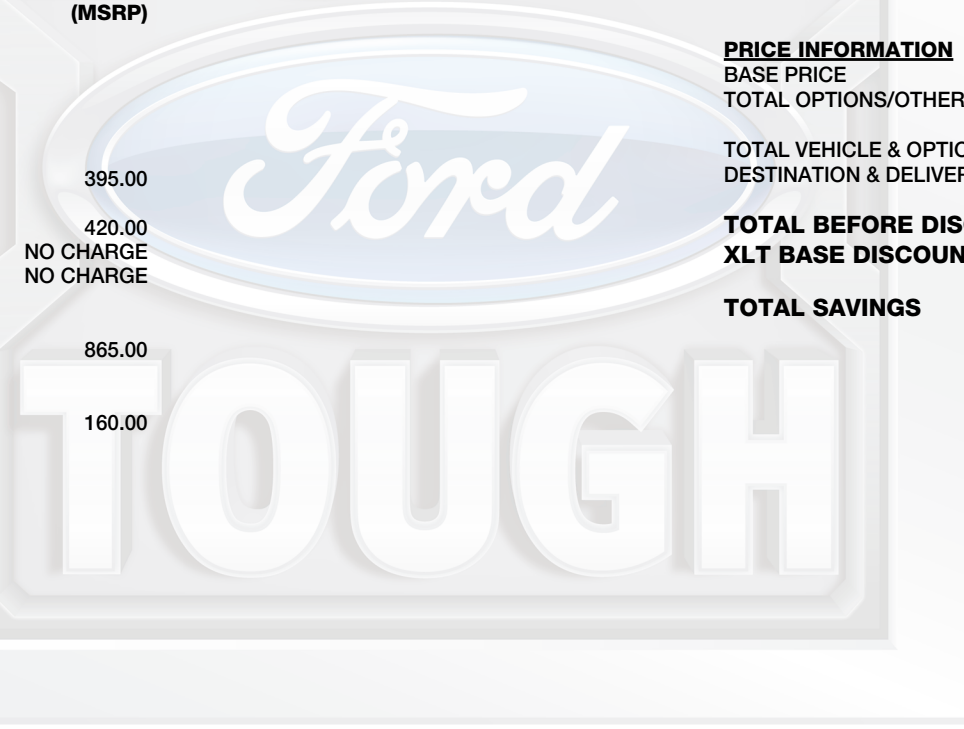 (MSRP)
395.00
420.00
NO CHARGE
NO CHARGE
865.00
160.00
PRICE INFORMATION
BASE PRICE
TOTAL OPTIONS/OTHER
TOTAL VEHICLE & OPTIO
DESTINATION & DELIVER
TOTAL BEFORE DIS
XLT BASE DISCOUN
TOTAL SAVINGS
Ford
TOUGH